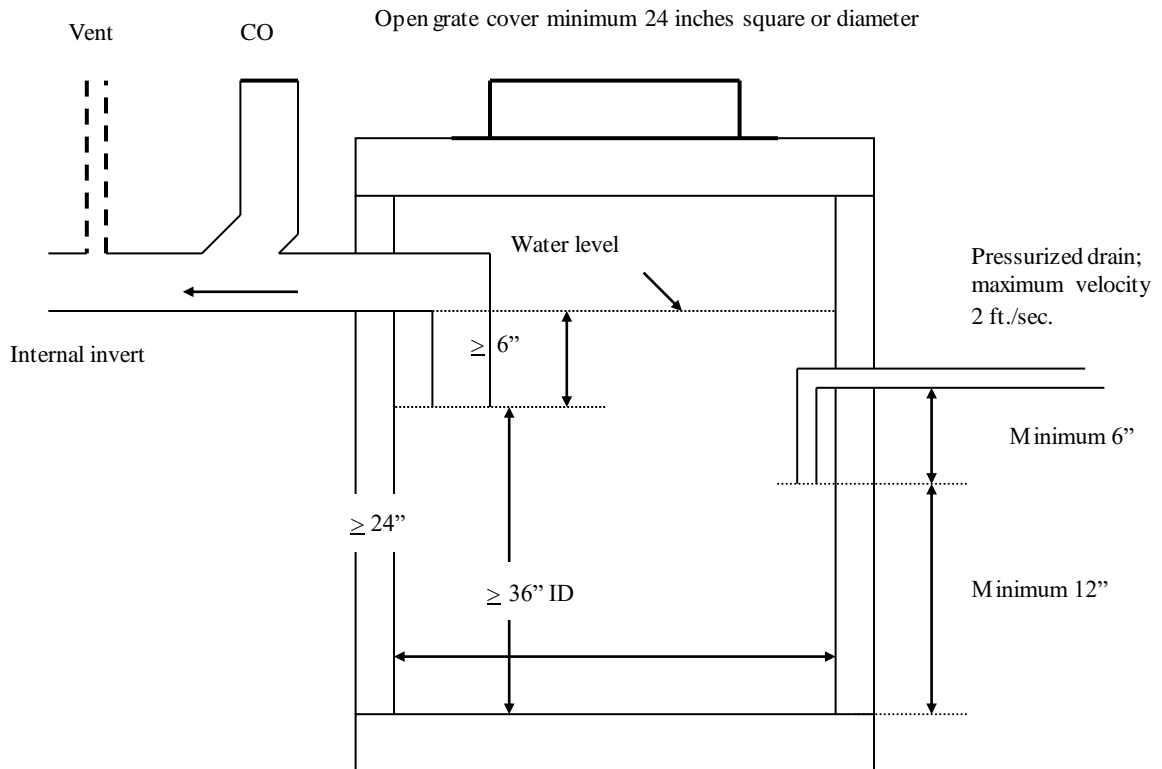 Open grate cover minimum 24 inches square or diameter
Vent
CO
Water level
Pressurized drain;
maximum velocity
2 ft./sec.
≥ 6”
Internal invert
Minimum 6”
≥ 24”
≥ 36” ID
Minimum 12”